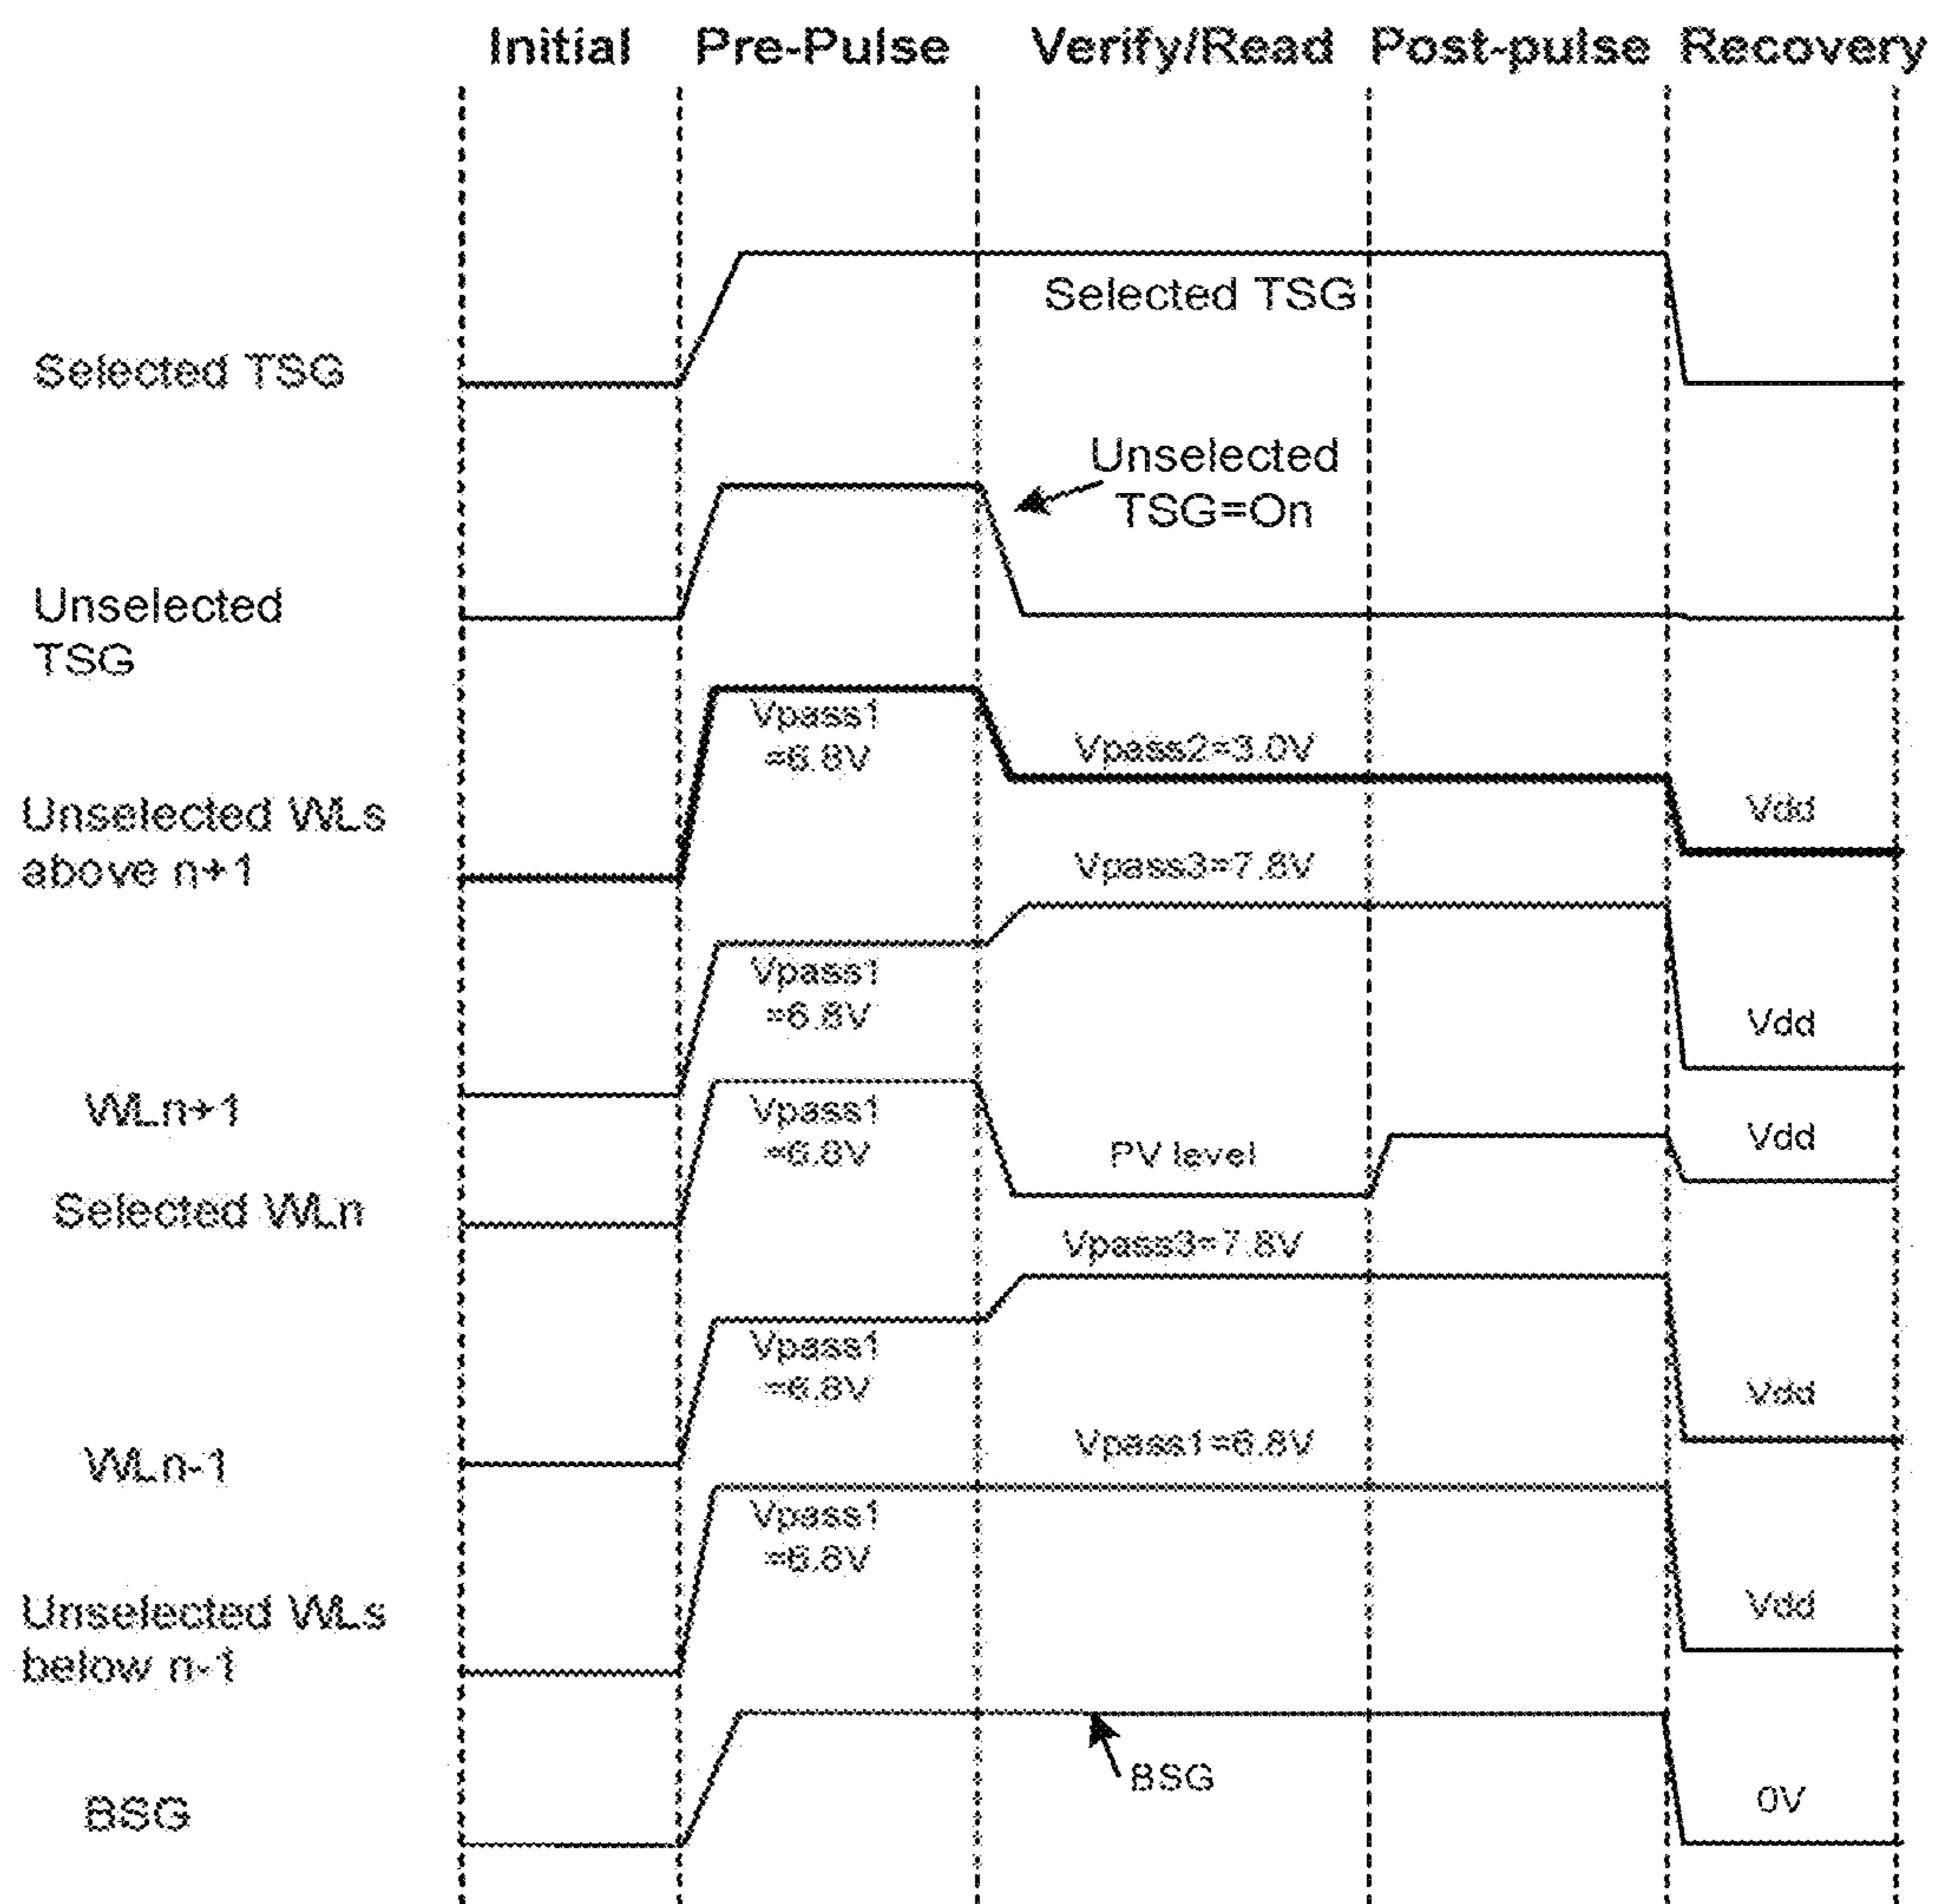 Initial Pre-Pulse Verify/Read Post-pulse Recovery
Selected TSG
Selected TSG
Unselected
TSG=On
Unselected
TSG
Vpass1
=6.8V
Vpass2=3.0V
Unselected WLs
above n+1
Vdd
Vpass3=7.8V
Vpass1
=6.8V
Vdd
WLn+1
Vpass1
=6.8V
PV level
Vdd
Selected WLn
Vpass3=7.8V
Vpass1
=6.8V
Vdd
WLn-1
Vpass1=6.8V
Vpass1
=6.8V
Unselected WLs
below n-1
Vdd
BSG
BSG
0V